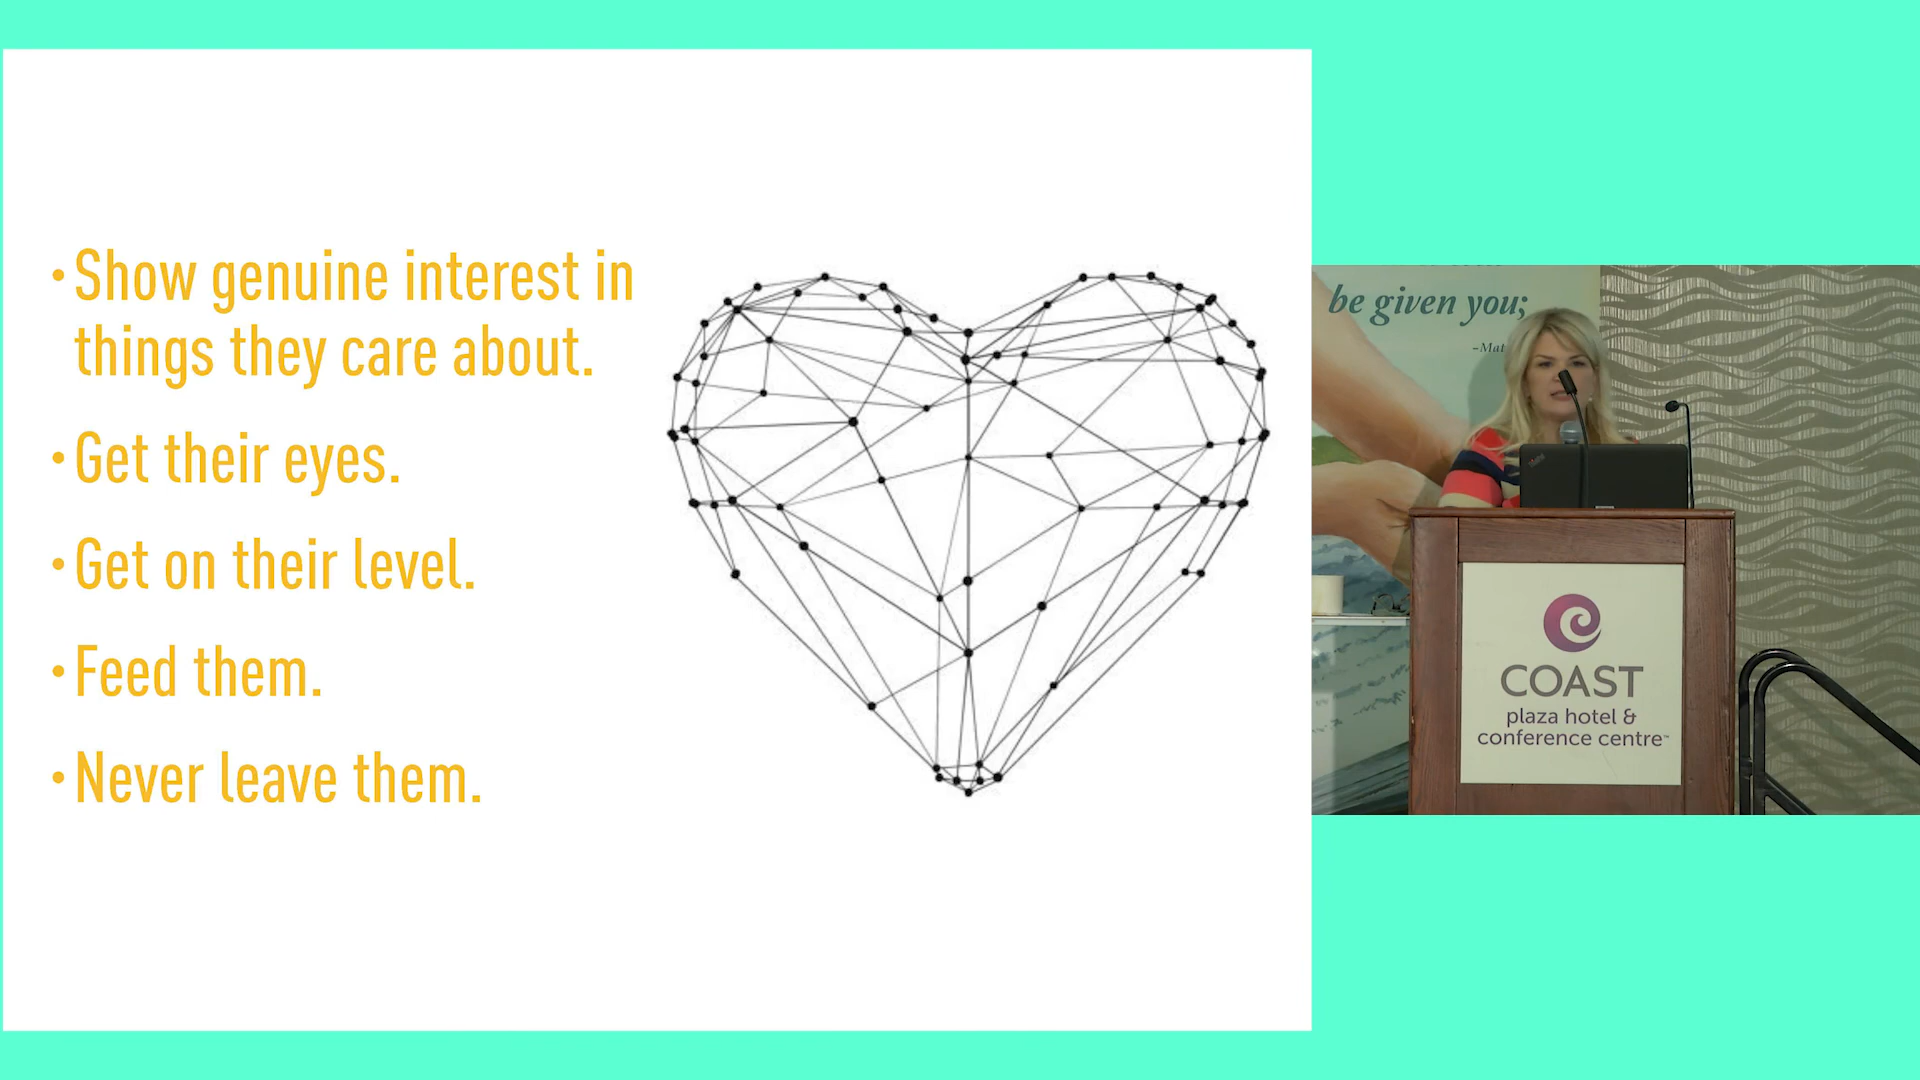 • Show genuine interest in
things they care about.
• Get their eyes.
• Get on their level.
• Feed them.
• Never leave them.
be given you;
COAST
plaza hotel &
conference centre™